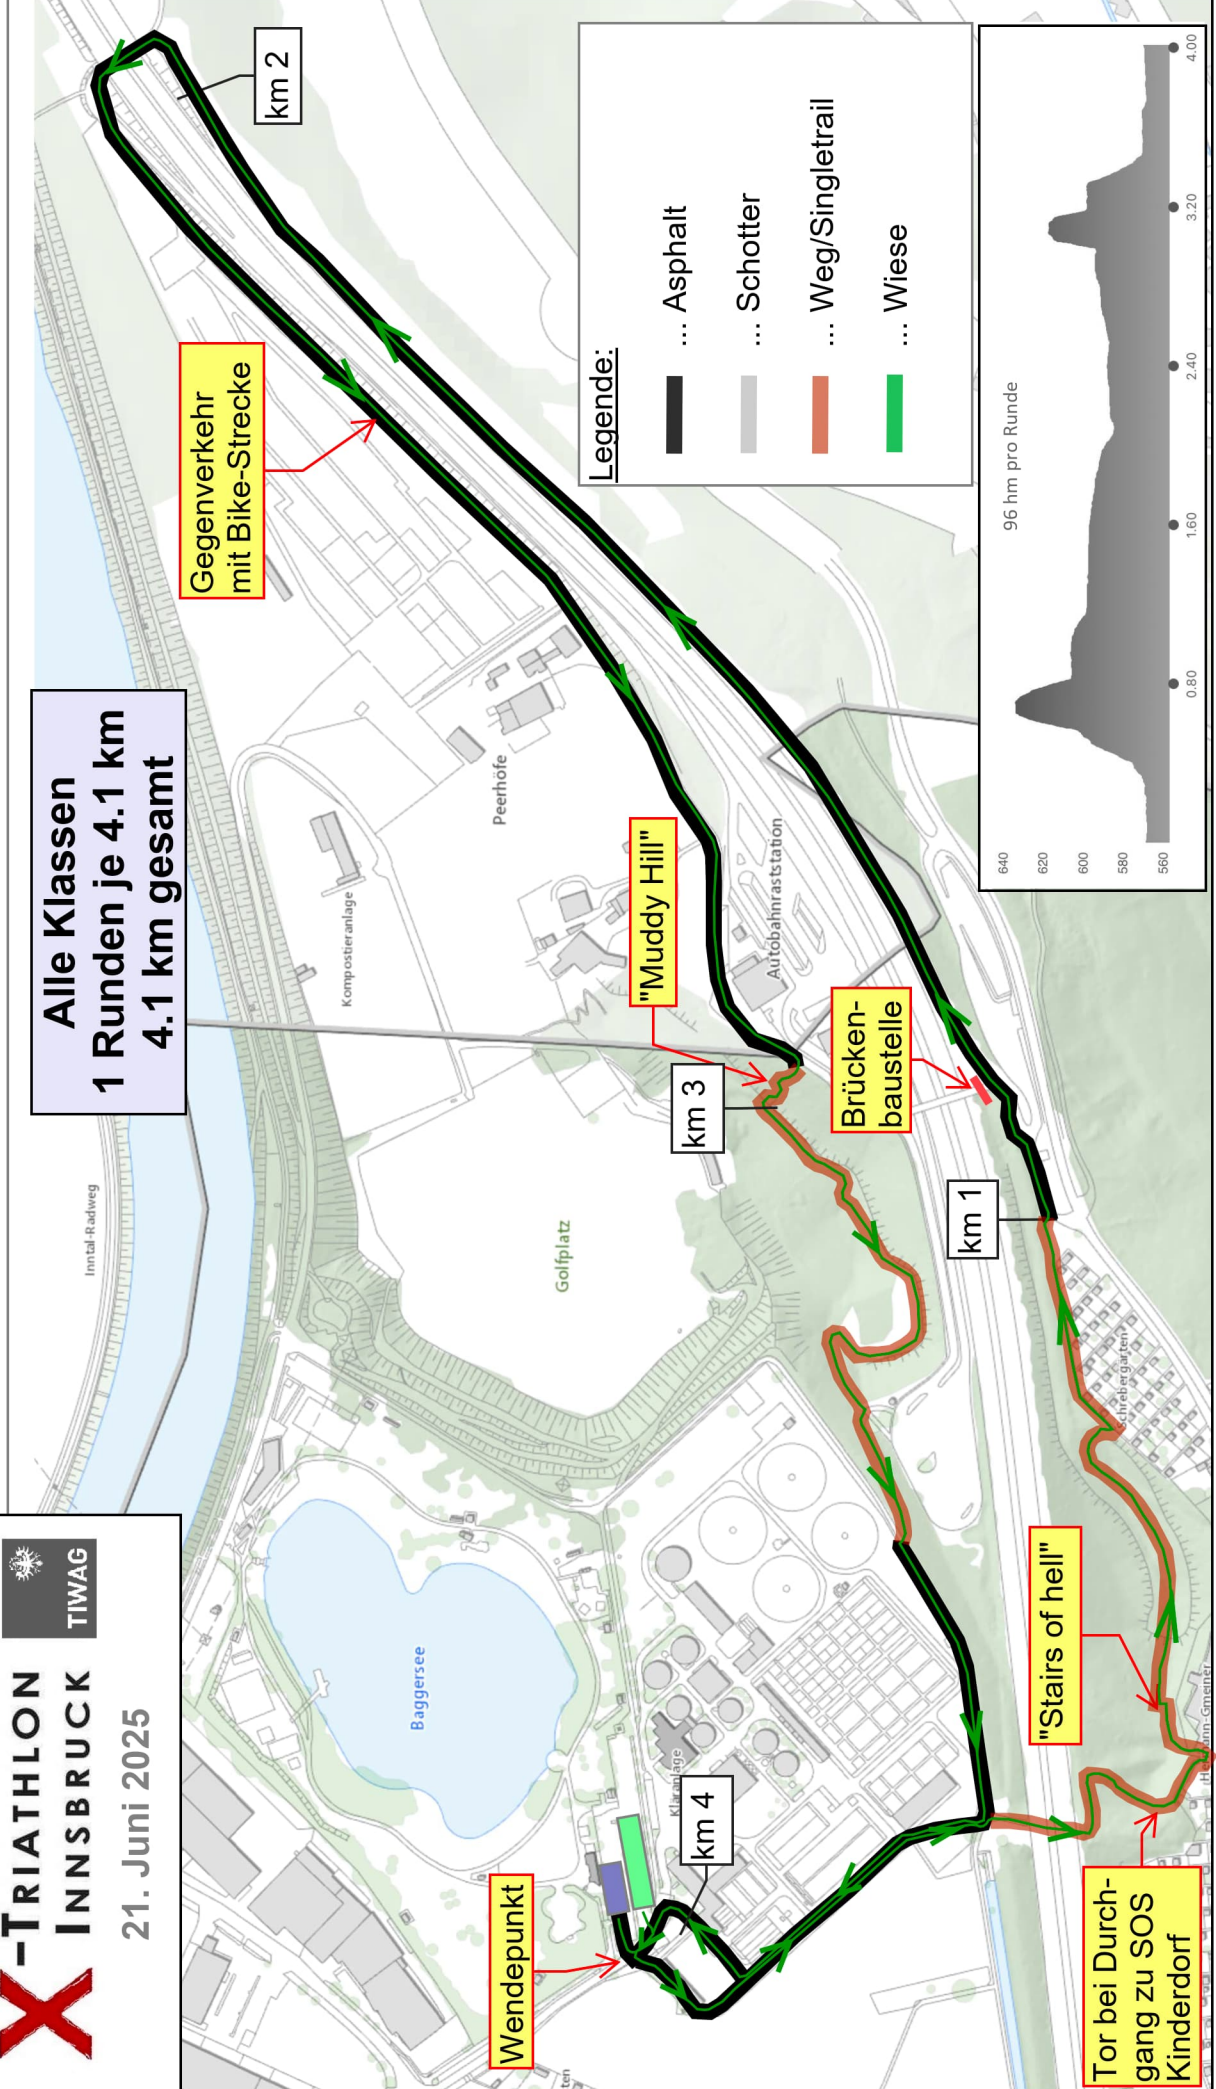 X-TRIATHLON
INNSBRUCK
TIWAG
21. Juni 2025
Alle Klassen
1 Runden je 4.1 km
4.1 km gesamt
Inntal-Radweg
Gegenverkehr
mit Bike-Strecke
km 2
Kompostieranlage
Peerhöfe
Baggersee
Golfplatz
"Muddy Hill"
Autobahnraststation
km 3
Wendepunkt
Kläranlage
km 4
Brücken-
baustelle
km 1
Schrebergärten
"Stairs of hell"
Tor bei Durch-
gang zu SOS
Kinderdorf
Hermann-Gmeiner
ten
Legende:
... Asphalt
... Schotter
... Weg/Singletrail
... Wiese
96 hm pro Runde
640
620
600
580
560
0.80
1.60
2.40
3.20
4.00